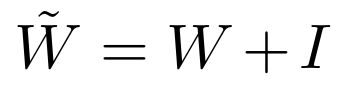 W̃ = W + I